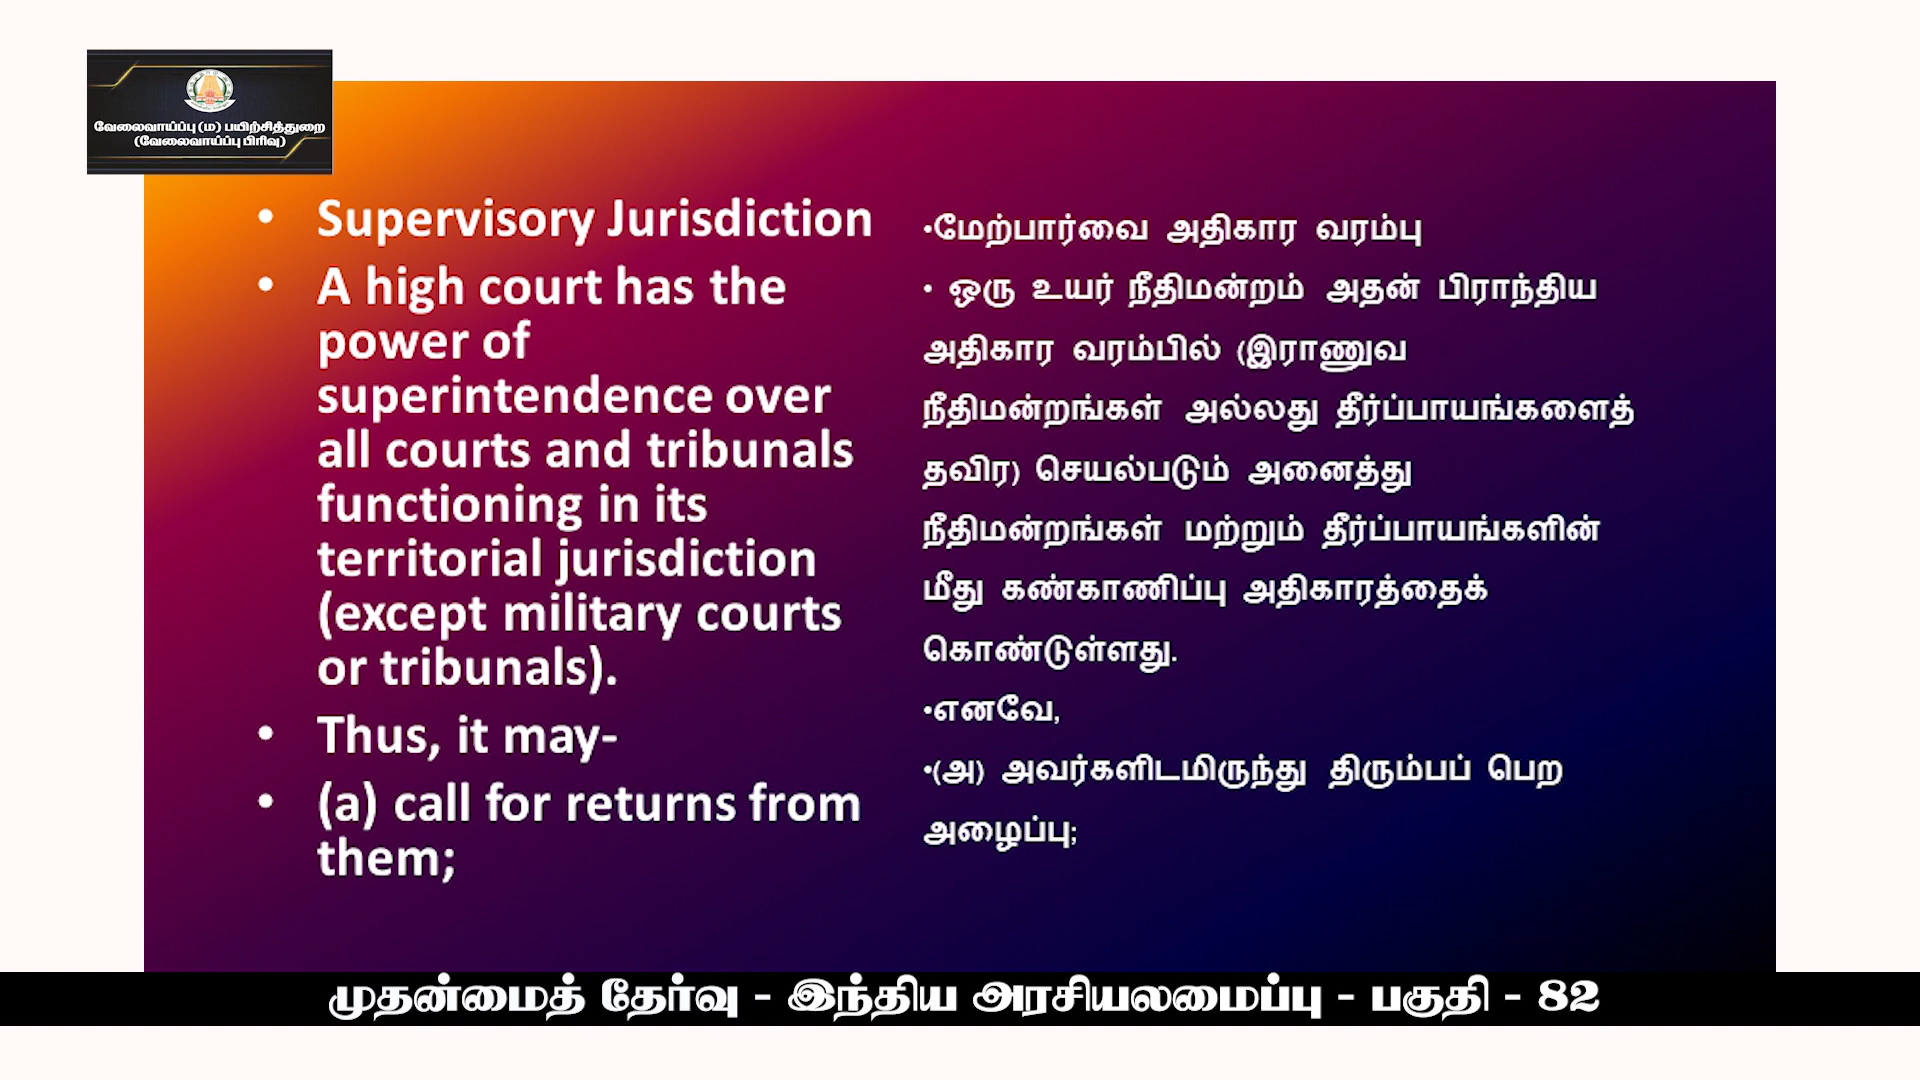 வேலைவாய்ப்பு (ம) பயிற்சித்துறை
(வேலைவாய்ப்பு பிரிவு)
• Supervisory Jurisdiction
• A high court has the
power of
superintendence over
all courts and tribunals
functioning in its
territorial jurisdiction
(except military courts
or tribunals).
• Thus, it may-
• (a) call for returns from
them;
•மேற்பார்வை அதிகார வரம்பு
• ஒரு உயர் நீதிமன்றம் அதன் பிராந்திய
அதிகார வரம்பில் (இராணுவ
நீதிமன்றங்கள் அல்லது தீர்ப்பாயங்களைத்
தவிர) செயல்படும் அனைத்து
நீதிமன்றங்கள் மற்றும் தீர்ப்பாயங்களின்
மீது கண்காணிப்பு அதிகாரத்தைக்
கொண்டுள்ளது.
•எனவே,
•(அ) அவர்களிடமிருந்து திரும்பப் பெற
அழைப்பு;
முதன்மைத் தேர்வு - இந்திய அரசியலமைப்பு - பகுதி - 82